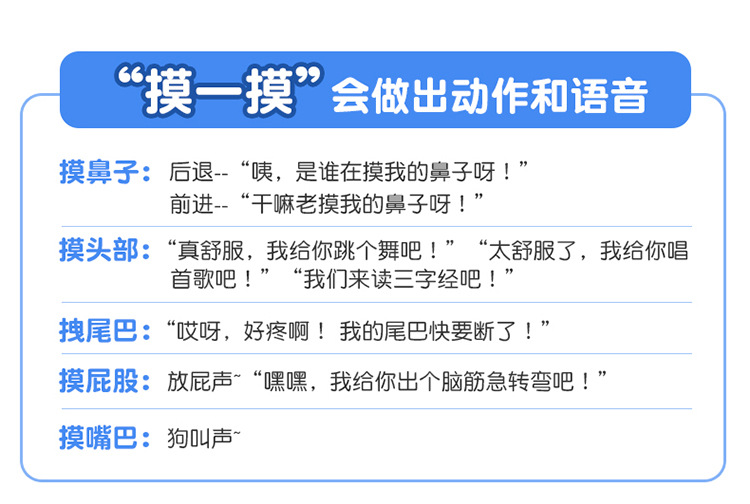 “摸一摸”会做出动作和语音
摸鼻子：后退--“咦，是谁在摸我的鼻子呀！”
前进--“干嘛老摸我的鼻子呀！”
摸头部：“真舒服，我给你跳个舞吧！” “太舒服了，我给你唱
首歌吧！” “我们来读三字经吧！”
拽尾巴：“哎呀，好疼啊！ 我的尾巴快要断了！”
摸屁股：放屁声~“嘿嘿，我给你出个脑筋急转弯吧！”
摸嘴巴：狗叫声~